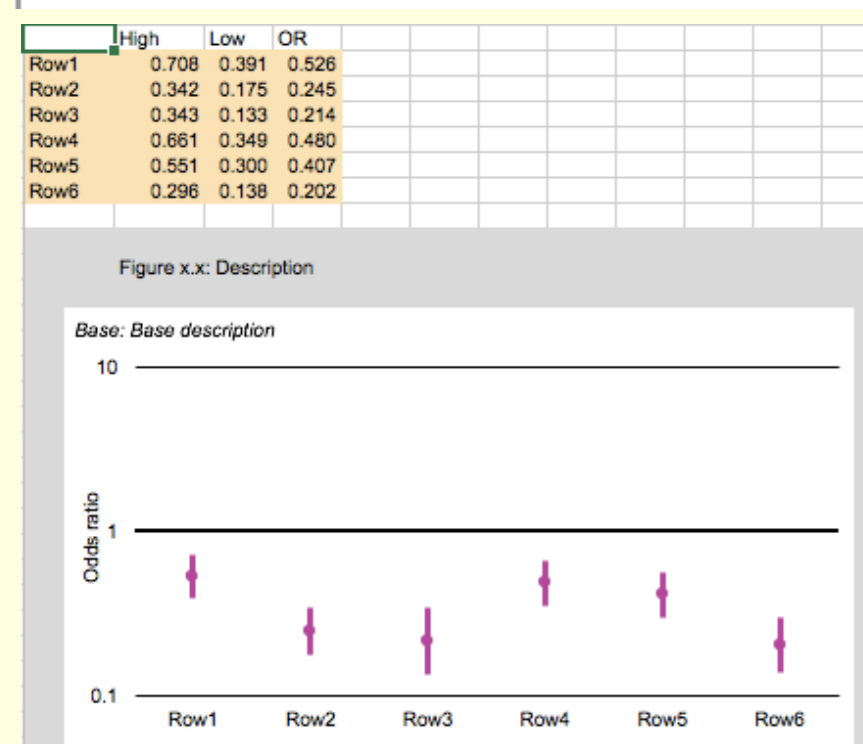 High Low OR
Row1 0.708 0.391 0.526
Row2 0.342 0.175 0.245
Row3 0.343 0.133 0.214
Row4 0.661 0.349 0.480
Row5 0.551 0.300 0.407
Row6 0.296 0.138 0.202
Figure x.x: Description
Base: Base description
10
Odds ratio
1
0.1
Row1 Row2 Row3 Row4 Row5 Row6